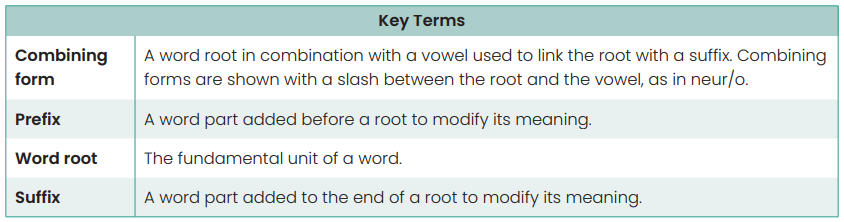 Key Terms
Combining form
A word root in combination with a vowel used to link the root with a suffix. Combining
forms are shown with a slash between the root and the vowel, as in neur/o.
Prefix
A word part added before a root to modify its meaning.
Word root
The fundamental unit of a word.
Suffix
A word part added to the end of a root to modify its meaning.